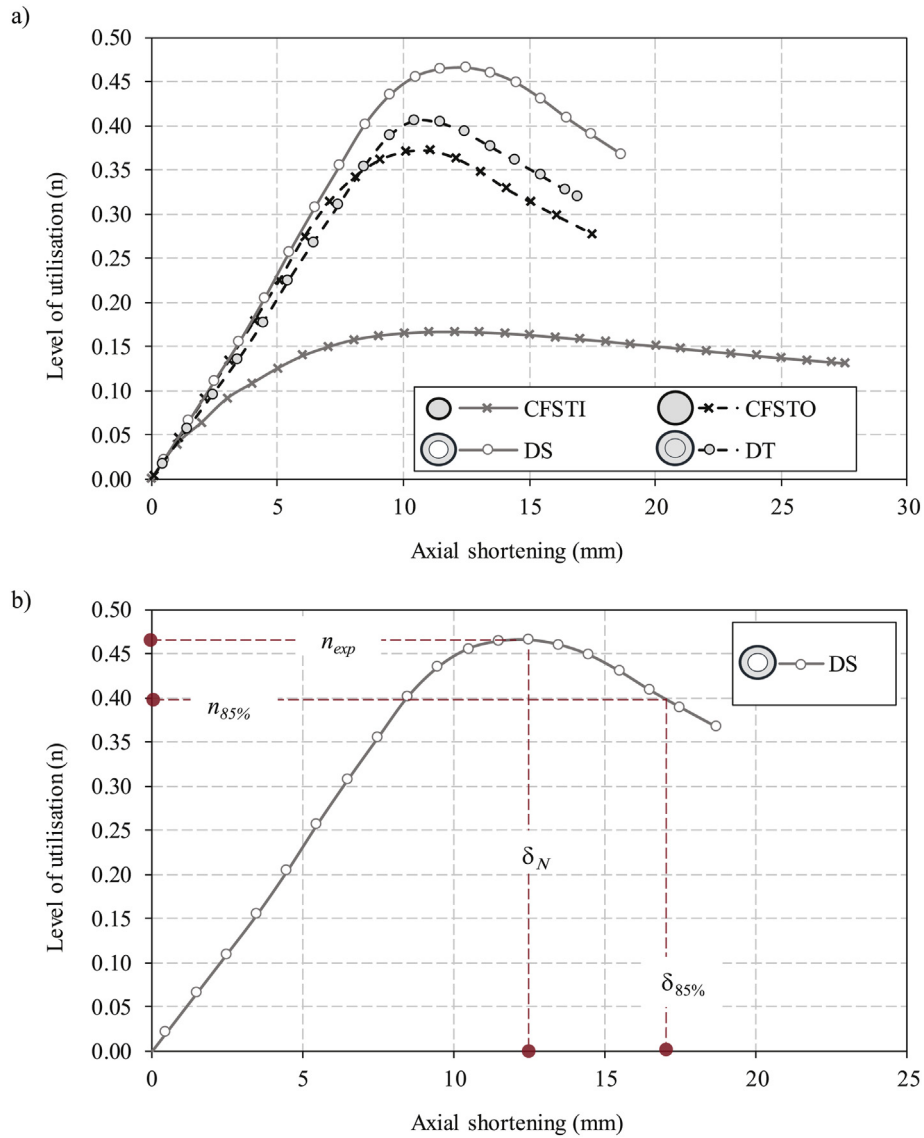 a)
0.50
0.45
0.40
0.35
0.30
0.25
0.20
0.15
0.10
0.05
0.00
Level of utilisation (n)
CFSTI
CFSTO
DS
DT
0 5 10 15 20 25 30
Axial shortening (mm)
b)
0.50
0.45
0.40
0.35
0.30
0.25
0.20
0.15
0.10
0.05
0.00
Level of utilisation (n)
n_exp
n_85%
DS
δ_N
δ_85%
0 5 10 15 20 25
Axial shortening (mm)